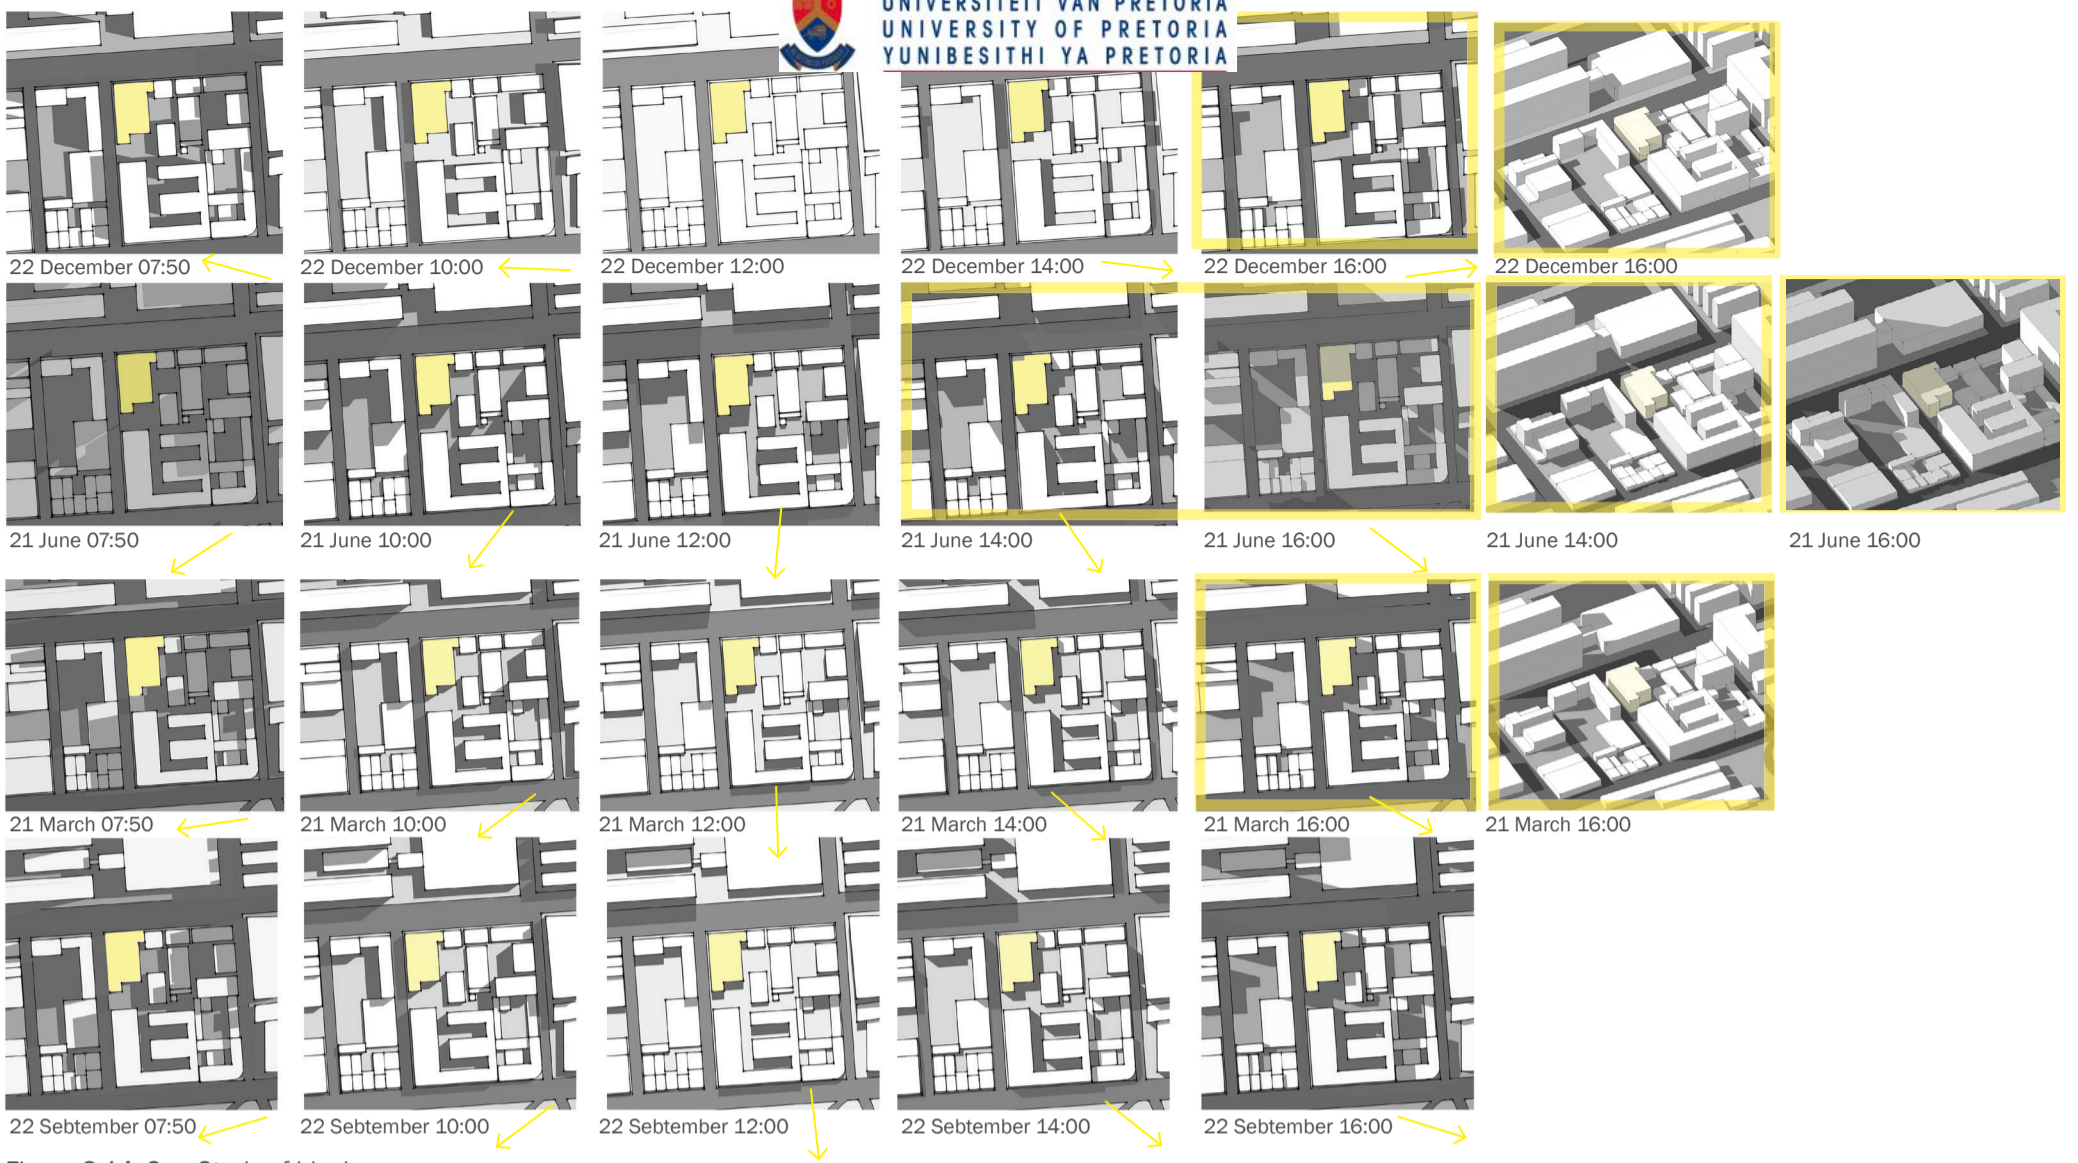 UNIVERSITEIT VAN PRETORIA
UNIVERSITY OF PRETORIA
YUNIBESITHI YA PRETORIA
22 December 07:50
22 December 10:00
22 December 12:00
22 December 14:00
22 December 16:00
22 December 16:00
21 June 07:50
21 June 10:00
21 June 12:00
21 June 14:00
21 June 16:00
21 June 14:00
21 June 16:00
21 March 07:50
21 March 10:00
21 March 12:00
21 March 14:00
21 March 16:00
21 March 16:00
22 Sebtember 07:50
22 Sebtember 10:00
22 Sebtember 12:00
22 Sebtember 14:00
22 Sebtember 16:00